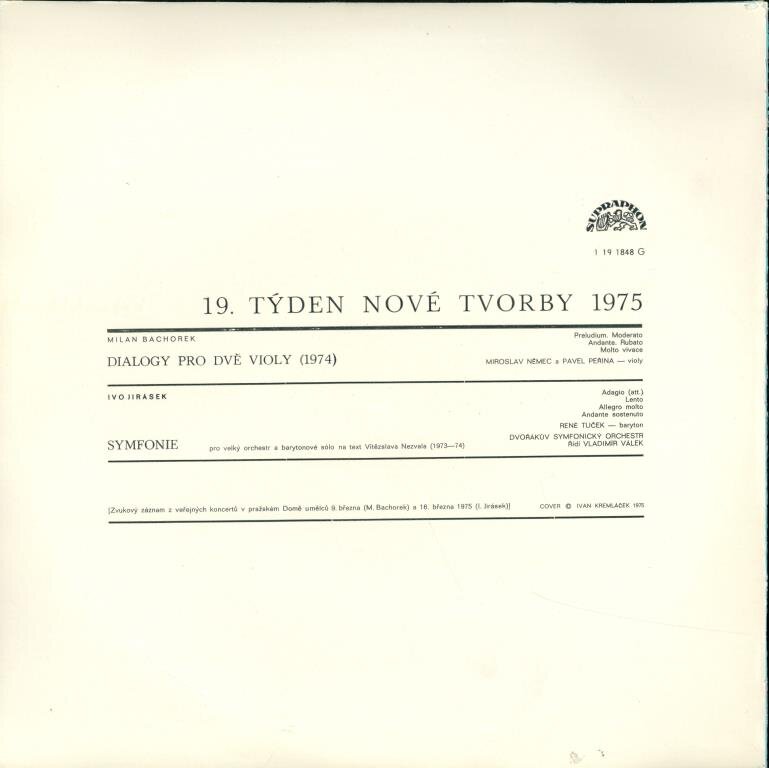 SUPRAPHON
1 19 1848 G
19. TÝDEN NOVÉ TVORBY 1975
MILAN BACHOREK
DIALOGY PRO DVĚ VIOLY (1974)
Preludium. Moderato
Andante. Rubato
Molto vivace
MIROSLAV NĚMEC a PAVEL PEŘINA — violy
IVO JIRÁSEK
Adagio (att.)
Lento
Allegro molto
Andante sostenuto
RENÉ TUČEK — baryton
DVOŘÁKŮV SYMFONICKÝ ORCHESTR
Řídí VLADIMÍR VÁLEK
SYMFONIE pro velký orchestr a barytonové sólo na text Vítězslava Nezvala (1973—74)
[Zvukový záznam z veřejných koncertů v pražském Domě umělců 9. března (M. Bachorek) a 16. března 1975 (I. Jirásek)] COVER © IVAN KREMLÁČEK 1975